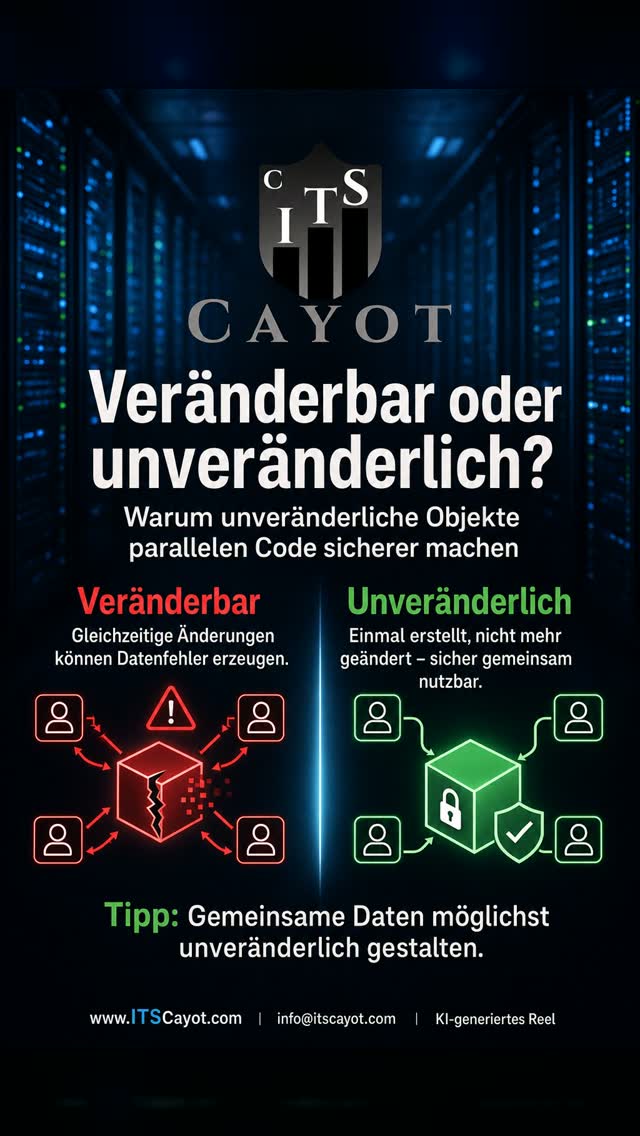 C ITS
CAYOT
Veränderbar oder
unveränderlich?
Warum unveränderliche Objekte
parallelen Code sicherer machen
Veränderbar
Gleichzeitige Änderungen
können Datenfehler erzeugen.
Unveränderlich
Einmal erstellt, nicht mehr
geändert – sicher gemeinsam
nutzbar.
Tipp: Gemeinsame Daten möglichst
unveränderlich gestalten.
www.ITSCayot.com | info@itscayot.com | KI-generiertes Reel